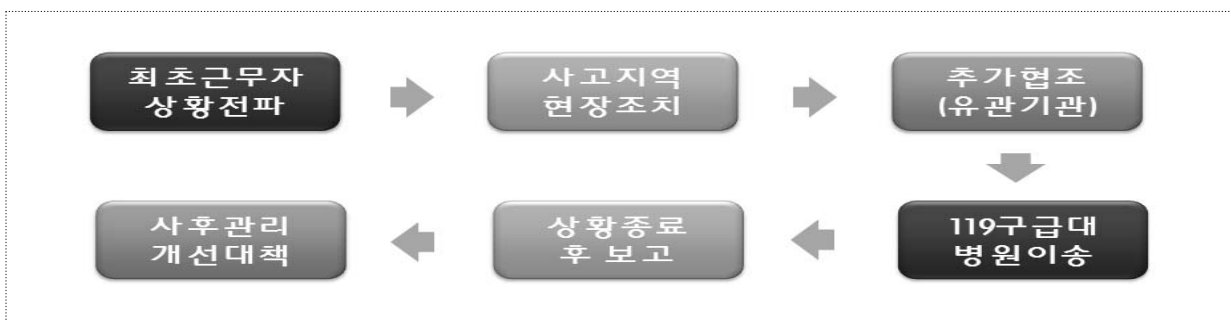 최초근무자
상황전파
사고지역
현장조치
추가협조
(유관기관)
119구급대
병원이송
상황종료
후 보고
사후관리
개선대책